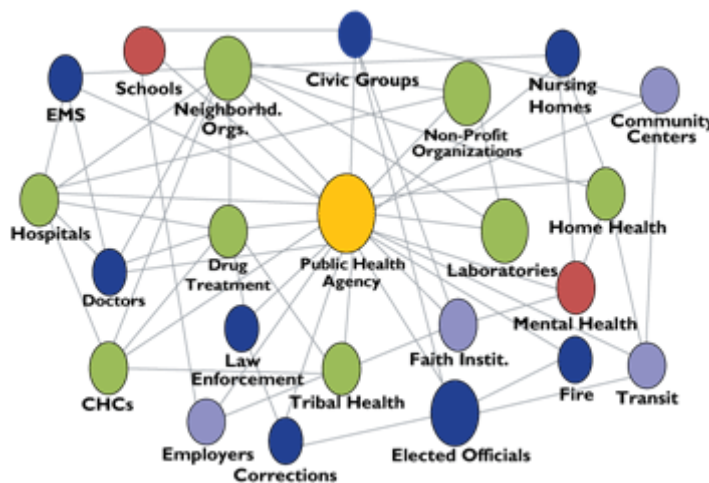 Civic Groups
Schools
Nursing
Homes
EMS
Neighborhd.
Orgs.
Community
Centers
Non-Profit
Organizations
Hospitals
Home Health
Drug
Treatment
Public Health
Agency
Laboratories
Doctors
Mental Health
Law
Enforcement
Faith Instit.
CHCs
Tribal Health
Fire
Transit
Employers
Corrections
Elected Officials